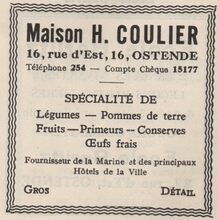 Maison H. COULIER
16, rue d'Est, 16, OSTENDE
Téléphone 254 — Compte Chèque 15177
SPÉCIALITÉ DE
Légumes — Pommes de terre
Fruits — Primeurs — Conserves
Œufs frais
Fournisseur de la Marine et des principaux
Hôtels de la Ville
GROS DÉTAIL